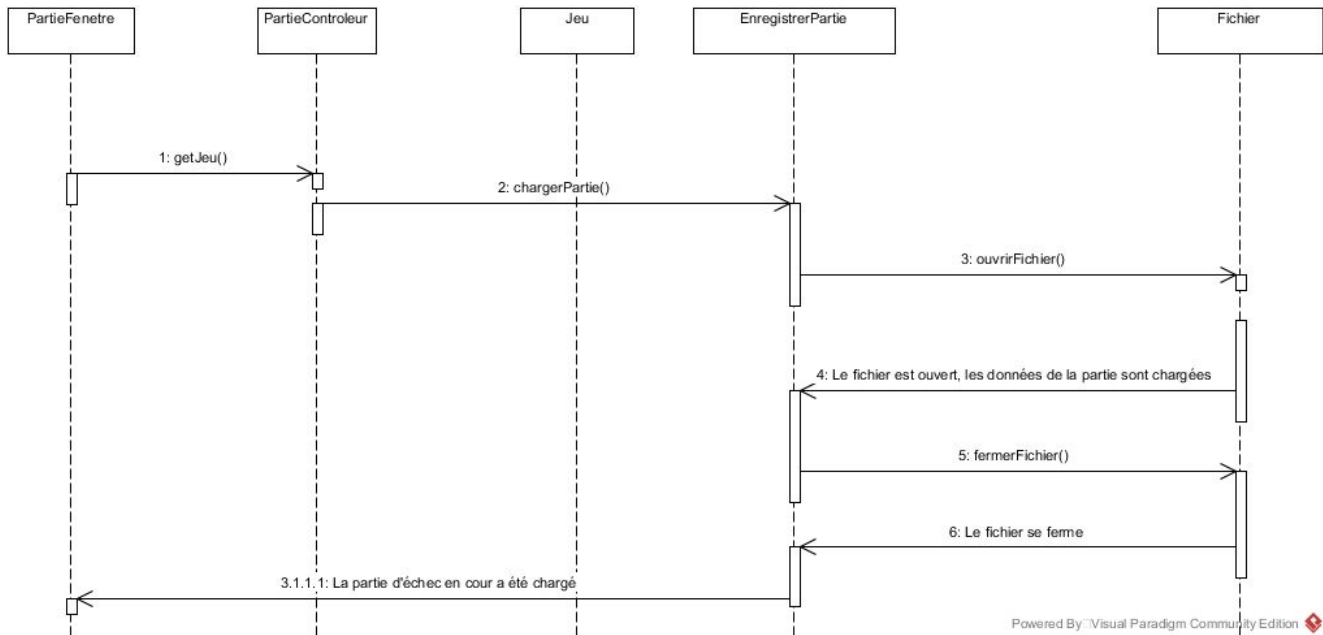 PartieFenetre
PartieControleur
Jeu
EnregistrerPartie
Fichier
1: getJeu()
2: chargerPartie()
3: ouvrirFichier()
4: Le fichier est ouvert, les données de la partie sont chargées
5: fermerFichier()
6: Le fichier se ferme
3.1.1.1: La partie d'échec en cour a été chargé
Powered By Visual Paradigm Community Edition